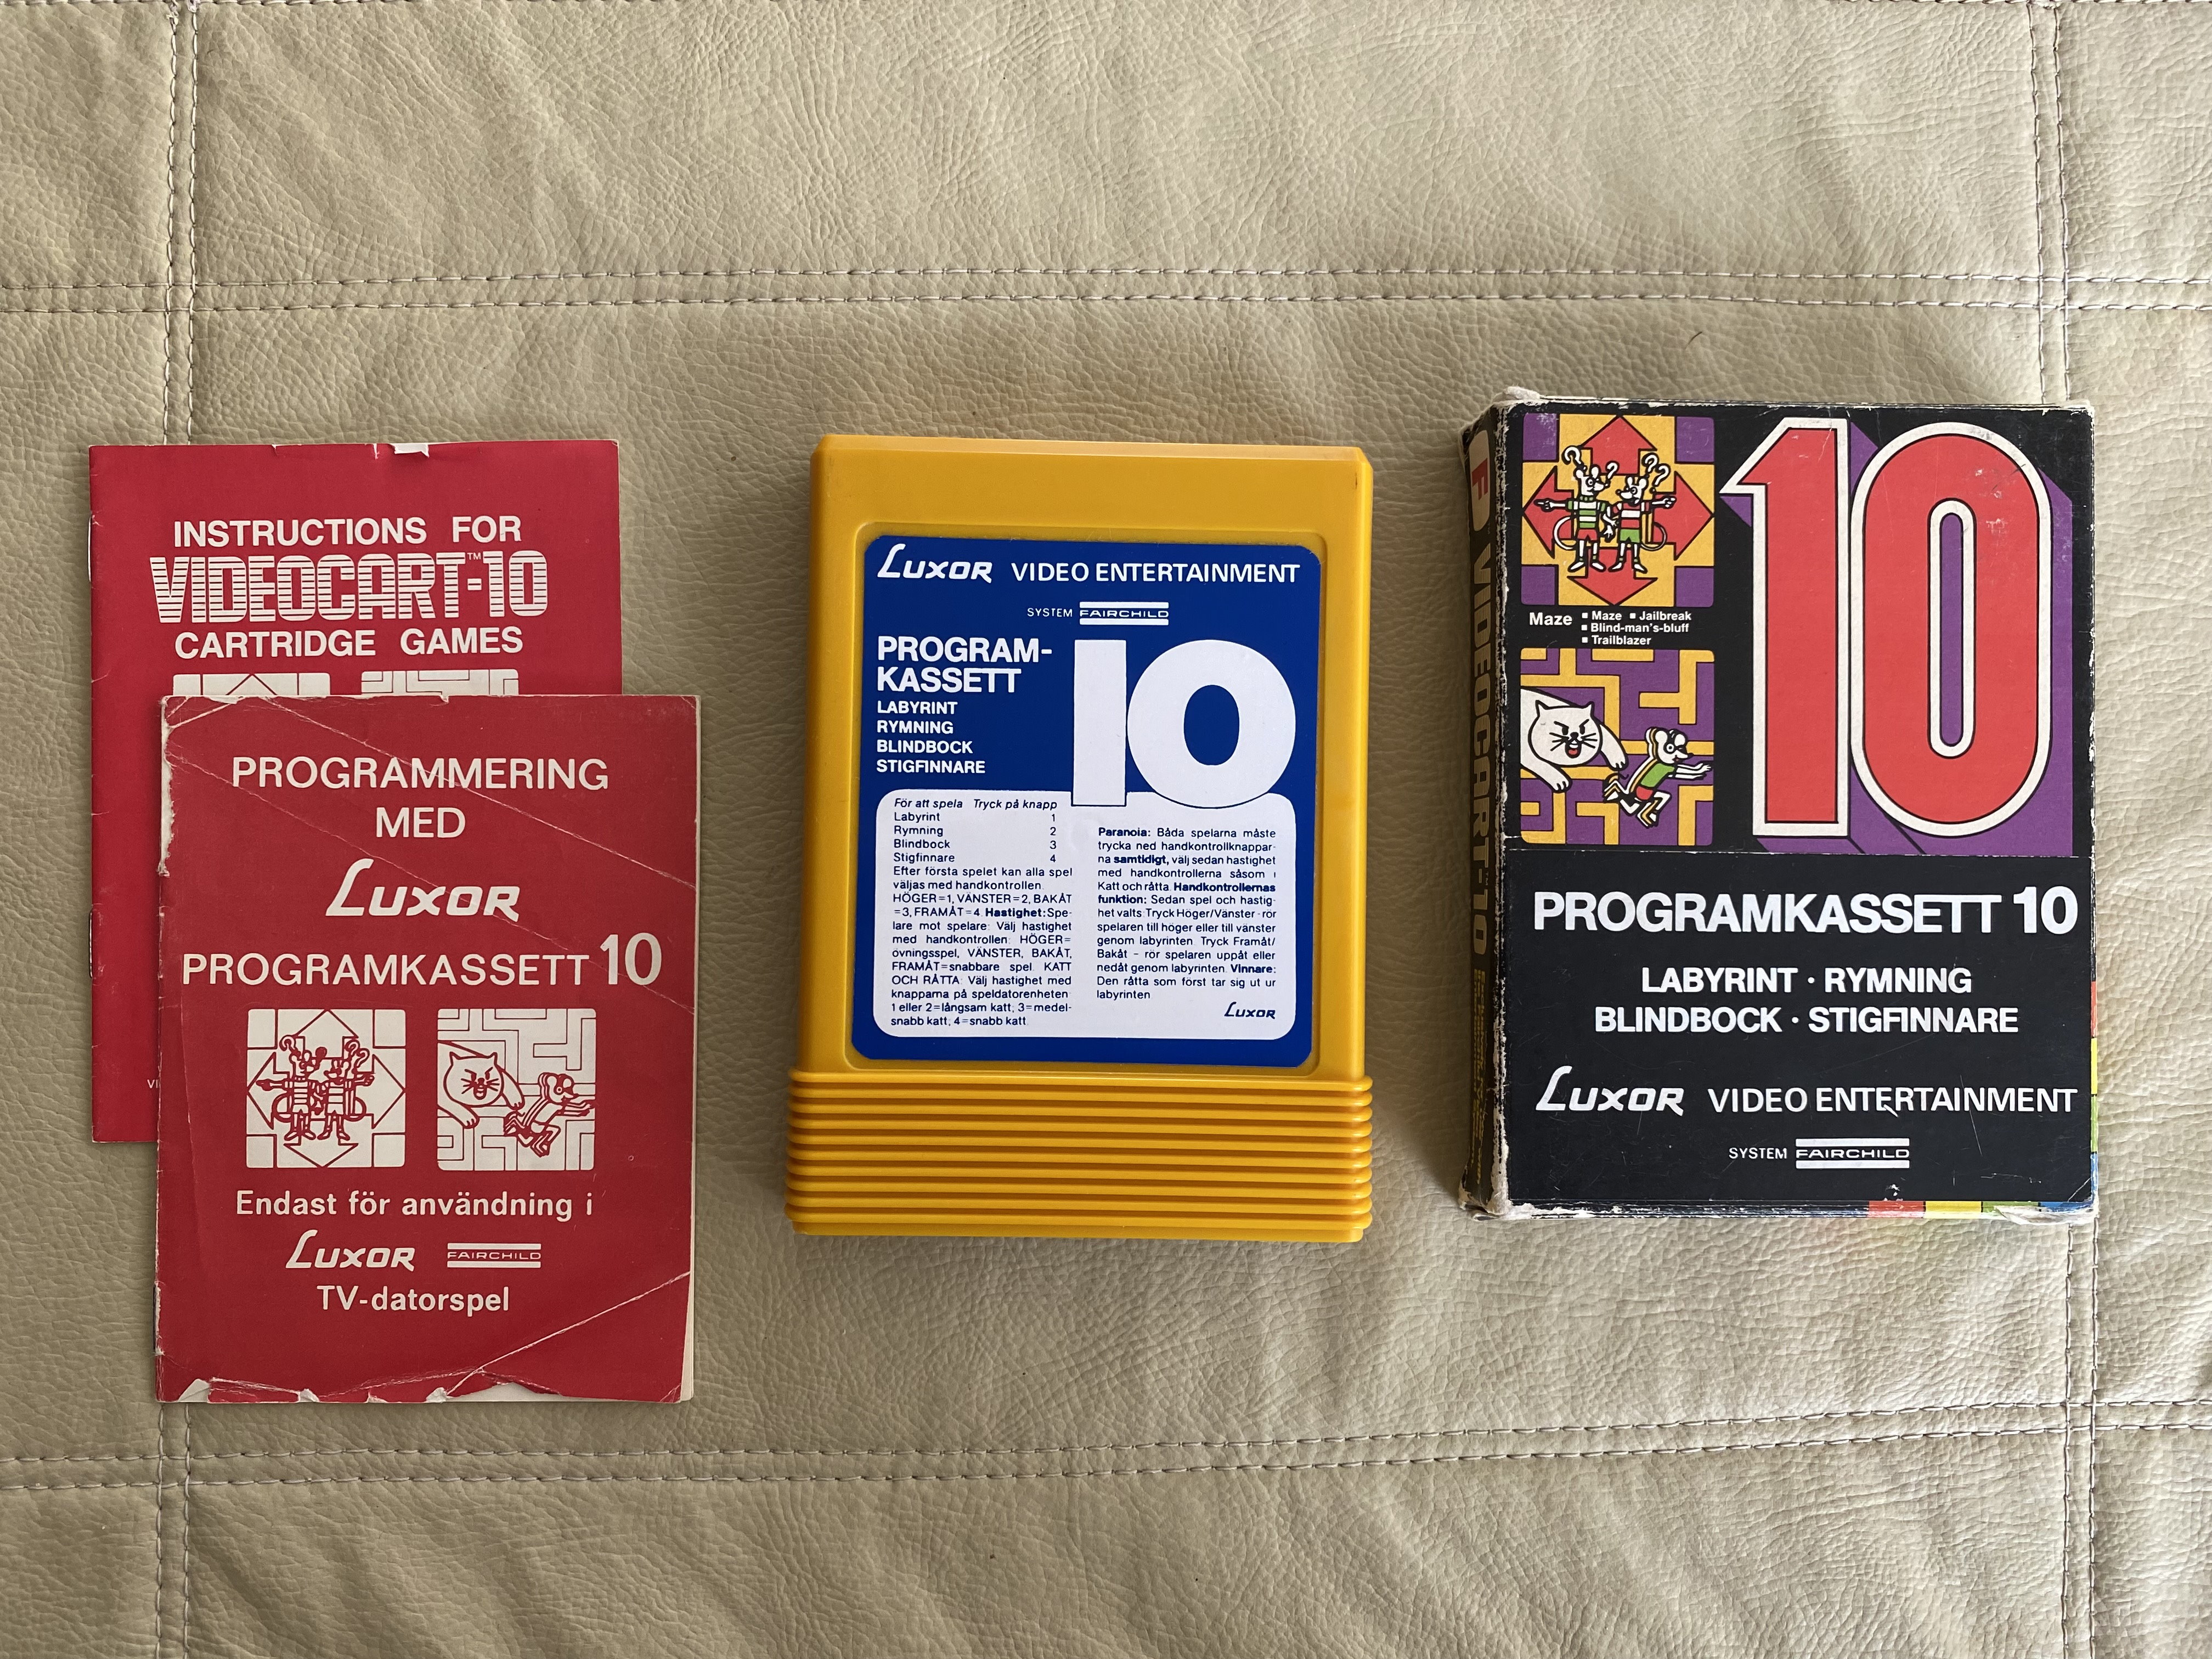 INSTRUCTIONS FOR
VIDEOCART™-10
CARTRIDGE GAMES
VI
PROGRAMMERING
MED
LUXOR
PROGRAMKASSETT 10
Endast för användning i
LUXOR FAIRCHILD
TV-datorspel
LUXOR VIDEO ENTERTAINMENT
SYSTEM FAIRCHILD
PROGRAM-
KASSETT
10
LABYRINT
RYMNING
BLINDBOCK
STIGFINNARE
För att spela Tryck på knapp
Labyrint 1
Rymning 2
Blindbock 3
Stigfinnare 4
Efter första spelet kan alla spel
väljas med handkontrollen.
HÖGER=1, VÄNSTER=2, BAKÅT
=3, FRAMÅT=4. Hastighet: Spe-
lare mot spelare: Välj hastighet
med handkontrollen: HÖGER=
övningsspel, VÄNSTER, BAKÅT,
FRAMÅT=snabbare spel. KATT
OCH RÅTTA: Välj hastighet med
knapparna på speldatorenheten
1 eller 2=långsam katt; 3=medel-
snabb katt; 4=snabb katt.
Paranoia: Båda spelarna måste
trycka ned handkontrollknappar-
na samtidigt, välj sedan hastighet
med handkontrollerna såsom i
Katt och råtta. Handkontrollernas
funktion: Sedan spel och hastig-
het valts: Tryck Höger/Vänster - rör
spelaren till höger eller till vänster
genom labyrinten. Tryck Framåt/
Bakåt - rör spelaren uppåt eller
nedåt genom labyrinten. Vinnare:
Den råtta som först tar sig ut ur
labyrinten
LUXOR
VIDEOCART™-10
10
Maze ▪ Maze ▪ Jailbreak
▪ Blind-man's-bluff
▪ Trailblazer
PROGRAMKASSETT 10
LABYRINT · RYMNING
BLINDBOCK · STIGFINNARE
LUXOR VIDEO ENTERTAINMENT
SYSTEM FAIRCHILD